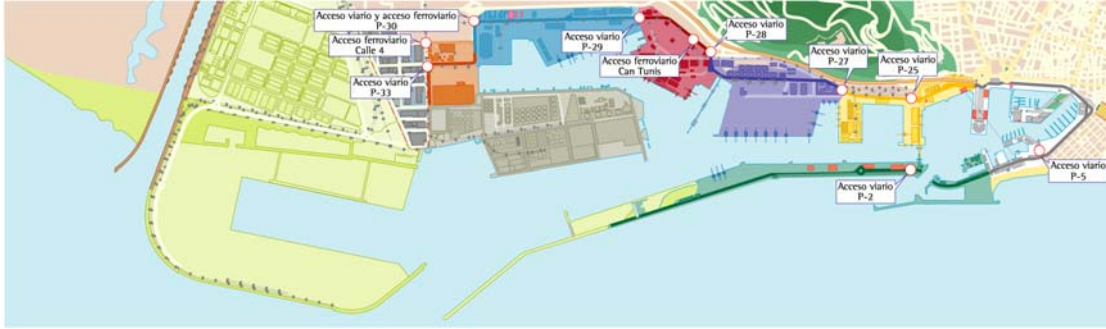 Acceso viario y acceso ferroviario
P-30
Acceso ferroviario
Calle 4
Acceso viario
P-33
Acceso viario
P-29
Acceso ferroviario
Can Tunis
Acceso viario
P-28
Acceso viario
P-27
Acceso viario
P-25
Acceso viario
P-2
Acceso viario
P-5